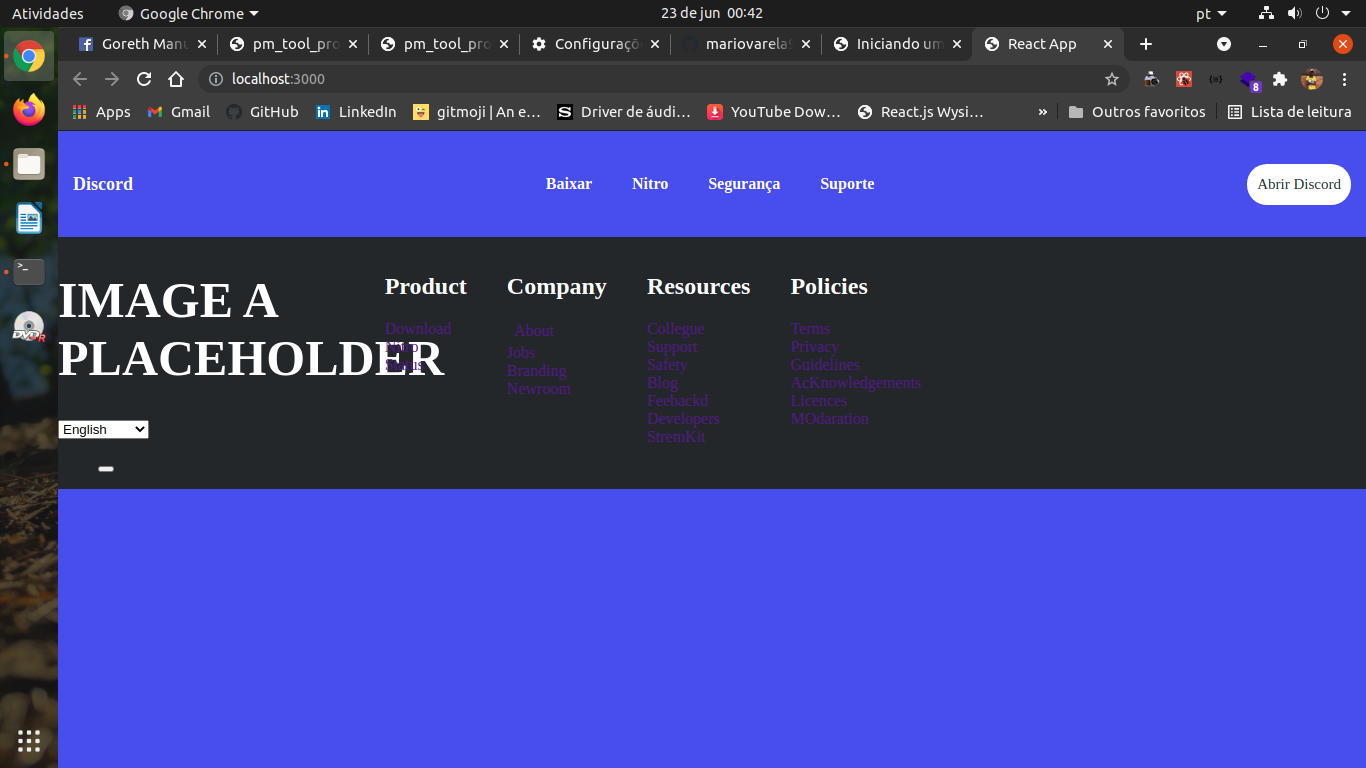 Atividades
Google Chrome
23 de jun 00:42
pt
Goreth Manu
pm_tool_pro
pm_tool_pro
Configuraçõe
mariovarela9
Iniciando um
React App
localhost:3000
8
Apps
Gmail
GitHub
LinkedIn
gitmoji | An e…
Driver de áudi…
YouTube Dow…
React.js Wysi…
»
Outros favoritos
Lista de leitura
Discord
Baixar
Nitro
Segurança
Suporte
Abrir Discord
IMAGE A
PLACEHOLDER
English
Product
Download
Nitro
Status
Company
About
Jobs
Branding
Newroom
Resources
Collegue
Support
Safety
Blog
Feebackd
Developers
StremKit
Policies
Terms
Privacy
Guidelines
AcKnowledgements
Licences
MOdaration